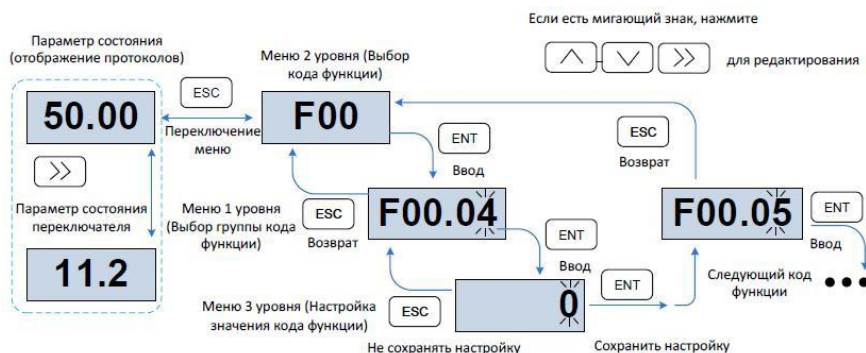 Если есть мигающий знак, нажмите
для редактирования
Параметр состояния
(отображение протоколов)
50.00
Параметр состояния
переключателя
11.2
ESC
Переключение
меню
Меню 2 уровня (Выбор
кода функции)
F00
ENT
Ввод
Меню 1 уровня
(Выбор группы кода
функции)
ESC
Возврат
F00.04
ENT
Ввод
Меню 3 уровня (Настройка
значения кода функции)
ESC
0
ENT
Не сохранять настройку
Сохранить настройку
ESC
Возврат
F00.05
ENT
Ввод
Следующий код
функции